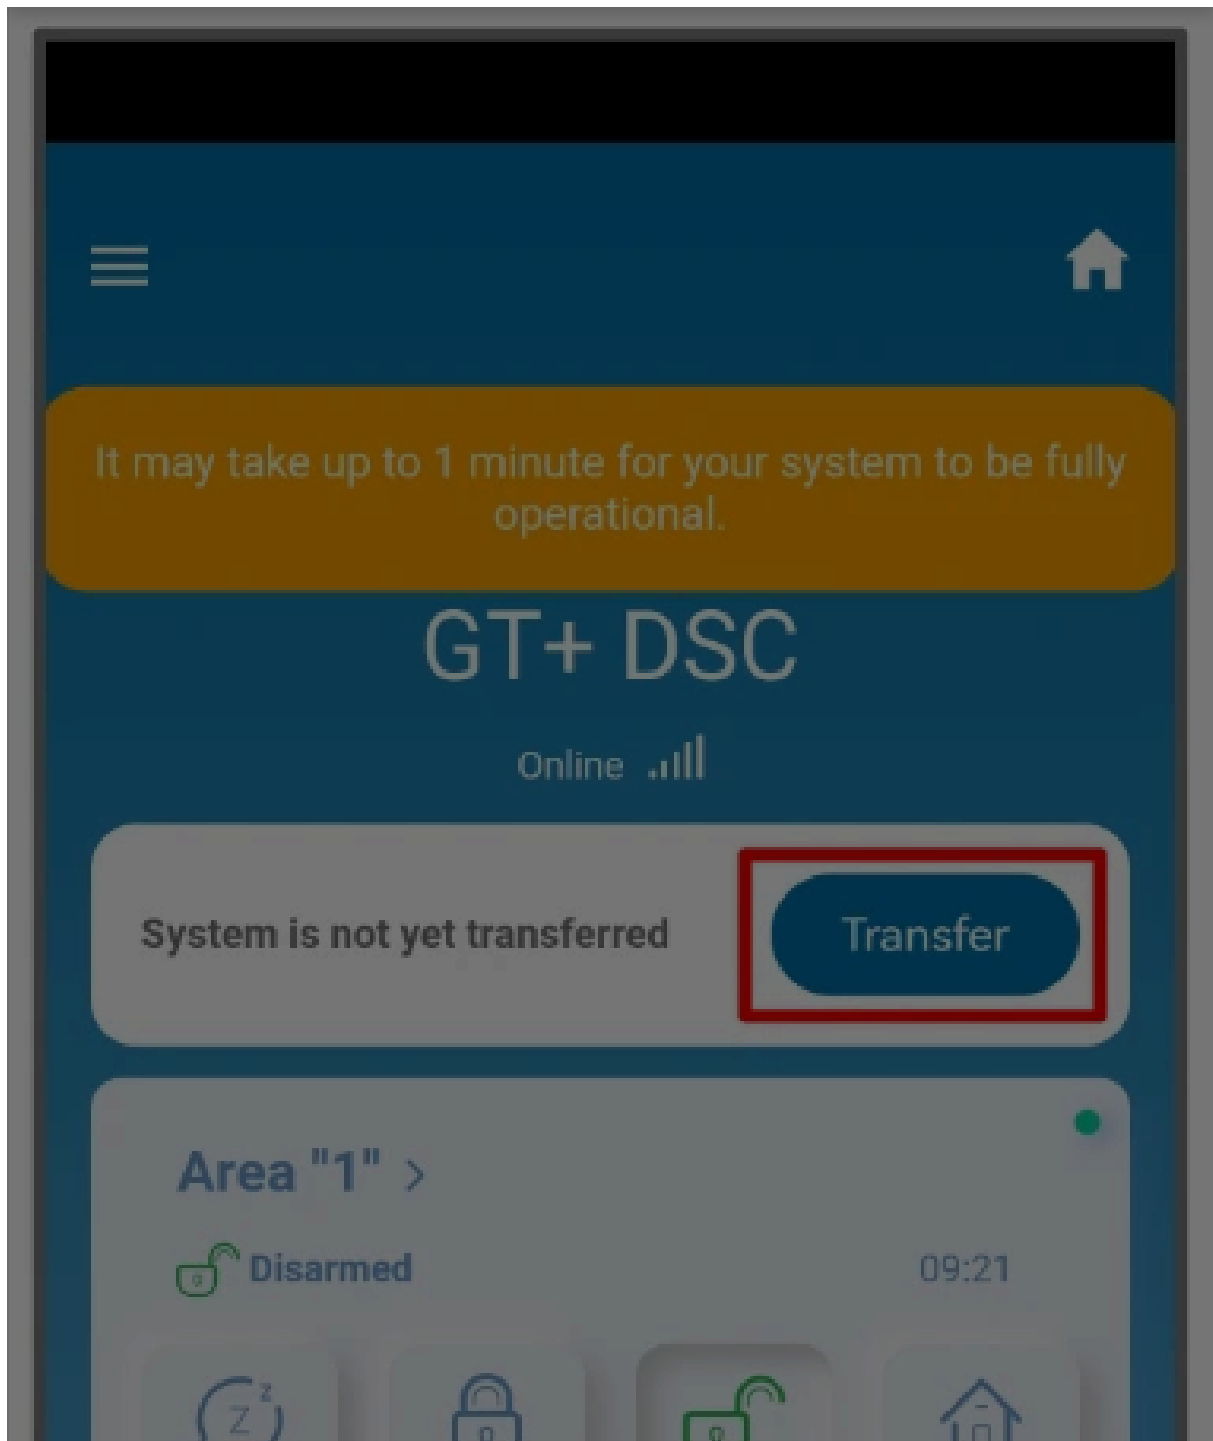 It may take up to 1 minute for your system to be fully
operational.
GT+ DSC
Online
System is not yet transferred
Transfer
Area "1" >
Disarmed
09:21